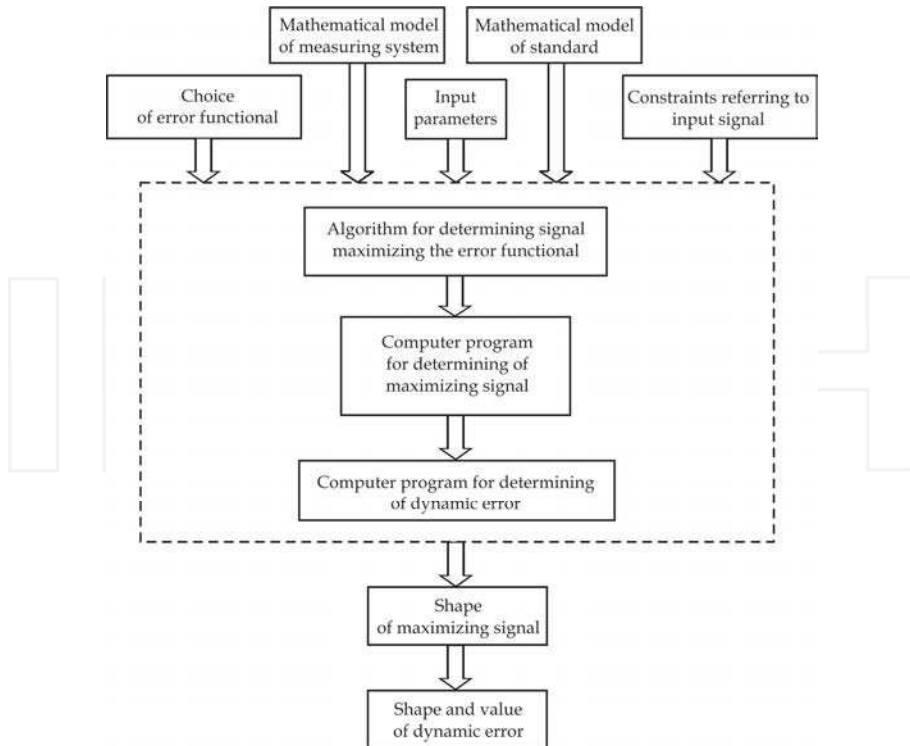 Mathematical model
of measuring system
Mathematical model
of standard
Choice
of error functional
Input
parameters
Constraints referring to
input signal
Algorithm for determining signal
maximizing the error functional
Computer program
for determining of
maximizing signal
Computer program for determining
of dynamic error
Shape
of maximizing signal
Shape and value
of dynamic error